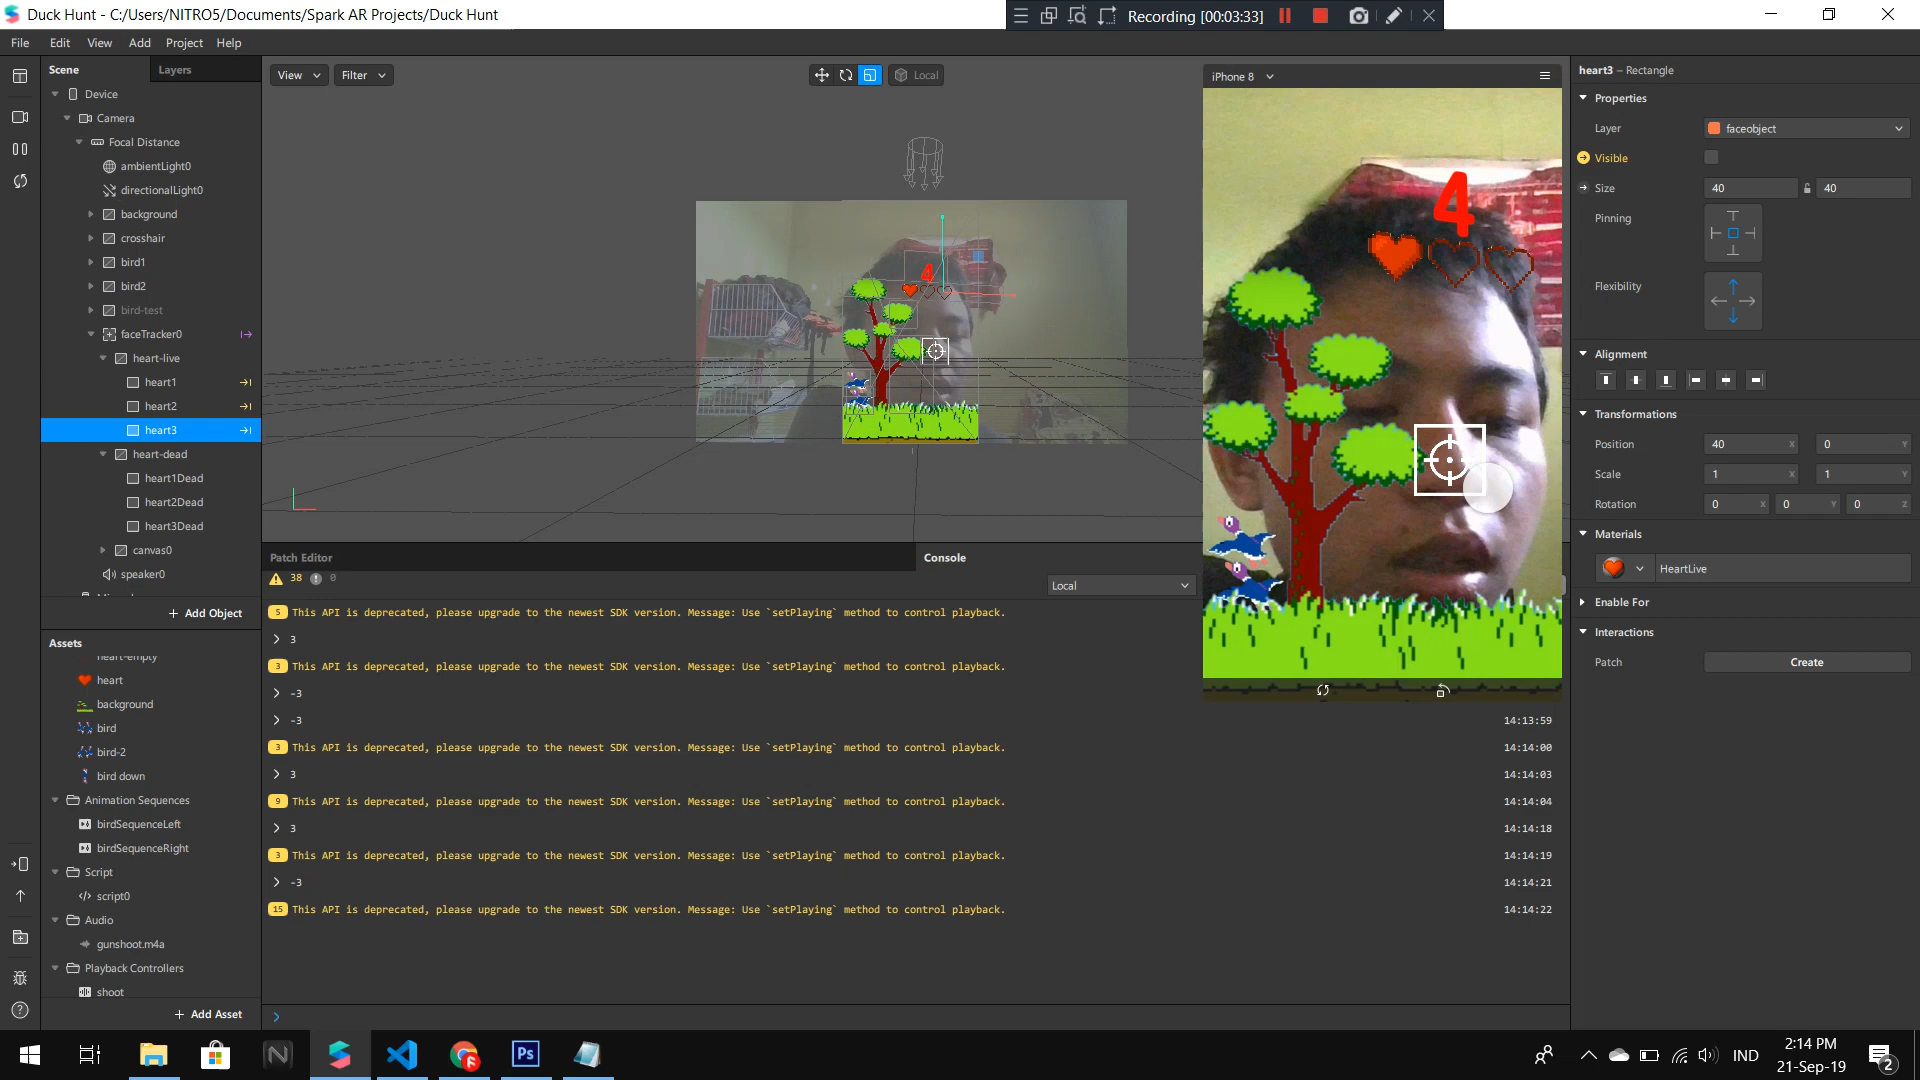 Duck Hunt - C:/Users/NITRO5/Documents/Spark AR Projects/Duck Hunt
Recording [00:03:33]
File Edit View Add Project Help
Scene
Layers
Device
Camera
Focal Distance
ambientLight0
directionalLight0
background
crosshair
bird1
bird2
bird-test
faceTracker0
heart-live
heart1
heart2
heart3
heart-dead
heart1Dead
heart2Dead
heart3Dead
canvas0
speaker0
+ Add Object
Assets
heart-empty
heart
background
bird
bird-2
bird down
Animation Sequences
birdSequenceLeft
birdSequenceRight
Script
script0
Audio
gunshoot.m4a
Playback Controllers
shoot
+ Add Asset
View
Filter
Local
iPhone 8
4
4
Patch Editor
Console
38 0
Local
5 This API is deprecated, please upgrade to the newest SDK version. Message: Use `setPlaying` method to control playback.
> 3
3 This API is deprecated, please upgrade to the newest SDK version. Message: Use `setPlaying` method to control playback.
> -3
> -3 14:13:59
3 This API is deprecated, please upgrade to the newest SDK version. Message: Use `setPlaying` method to control playback. 14:14:00
> 3 14:14:03
9 This API is deprecated, please upgrade to the newest SDK version. Message: Use `setPlaying` method to control playback. 14:14:04
> 3 14:14:18
3 This API is deprecated, please upgrade to the newest SDK version. Message: Use `setPlaying` method to control playback. 14:14:19
> -3 14:14:21
15 This API is deprecated, please upgrade to the newest SDK version. Message: Use `setPlaying` method to control playback. 14:14:22
>
heart3 – Rectangle
Properties
Layer faceobject
Visible
Size 40 40
Pinning
Flexibility
Alignment
Transformations
Position 40 X 0 Y
Scale 1 X 1 Y
Rotation 0 X 0 Y 0 Z
Materials
HeartLive
Enable For
Interactions
Patch Create
N
Ps
IND
2:14 PM
21-Sep-19
2